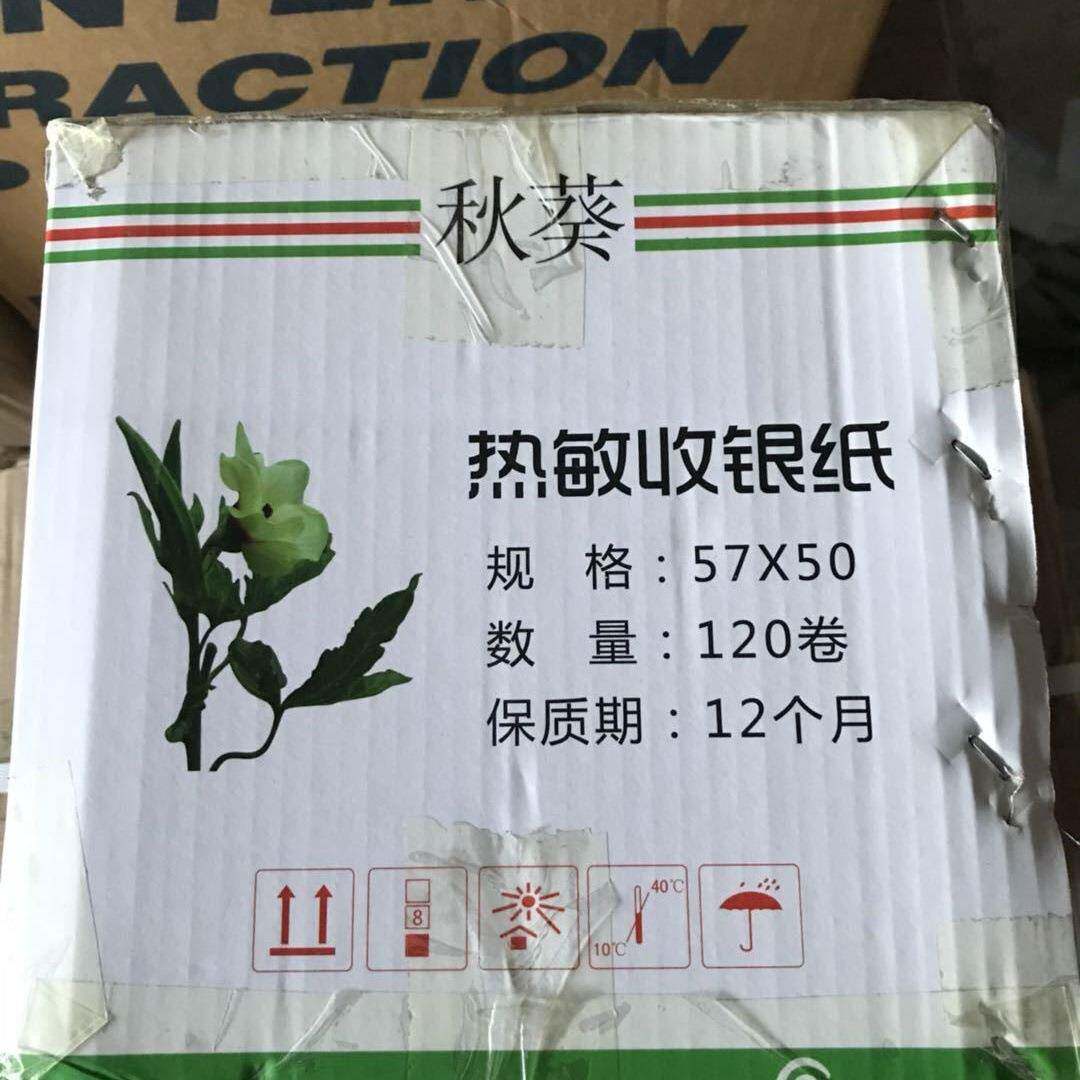 RACTION
秋葵
热敏收银纸
规 格：57X50
数 量：120卷
保质期：12个月
8
40℃
10℃